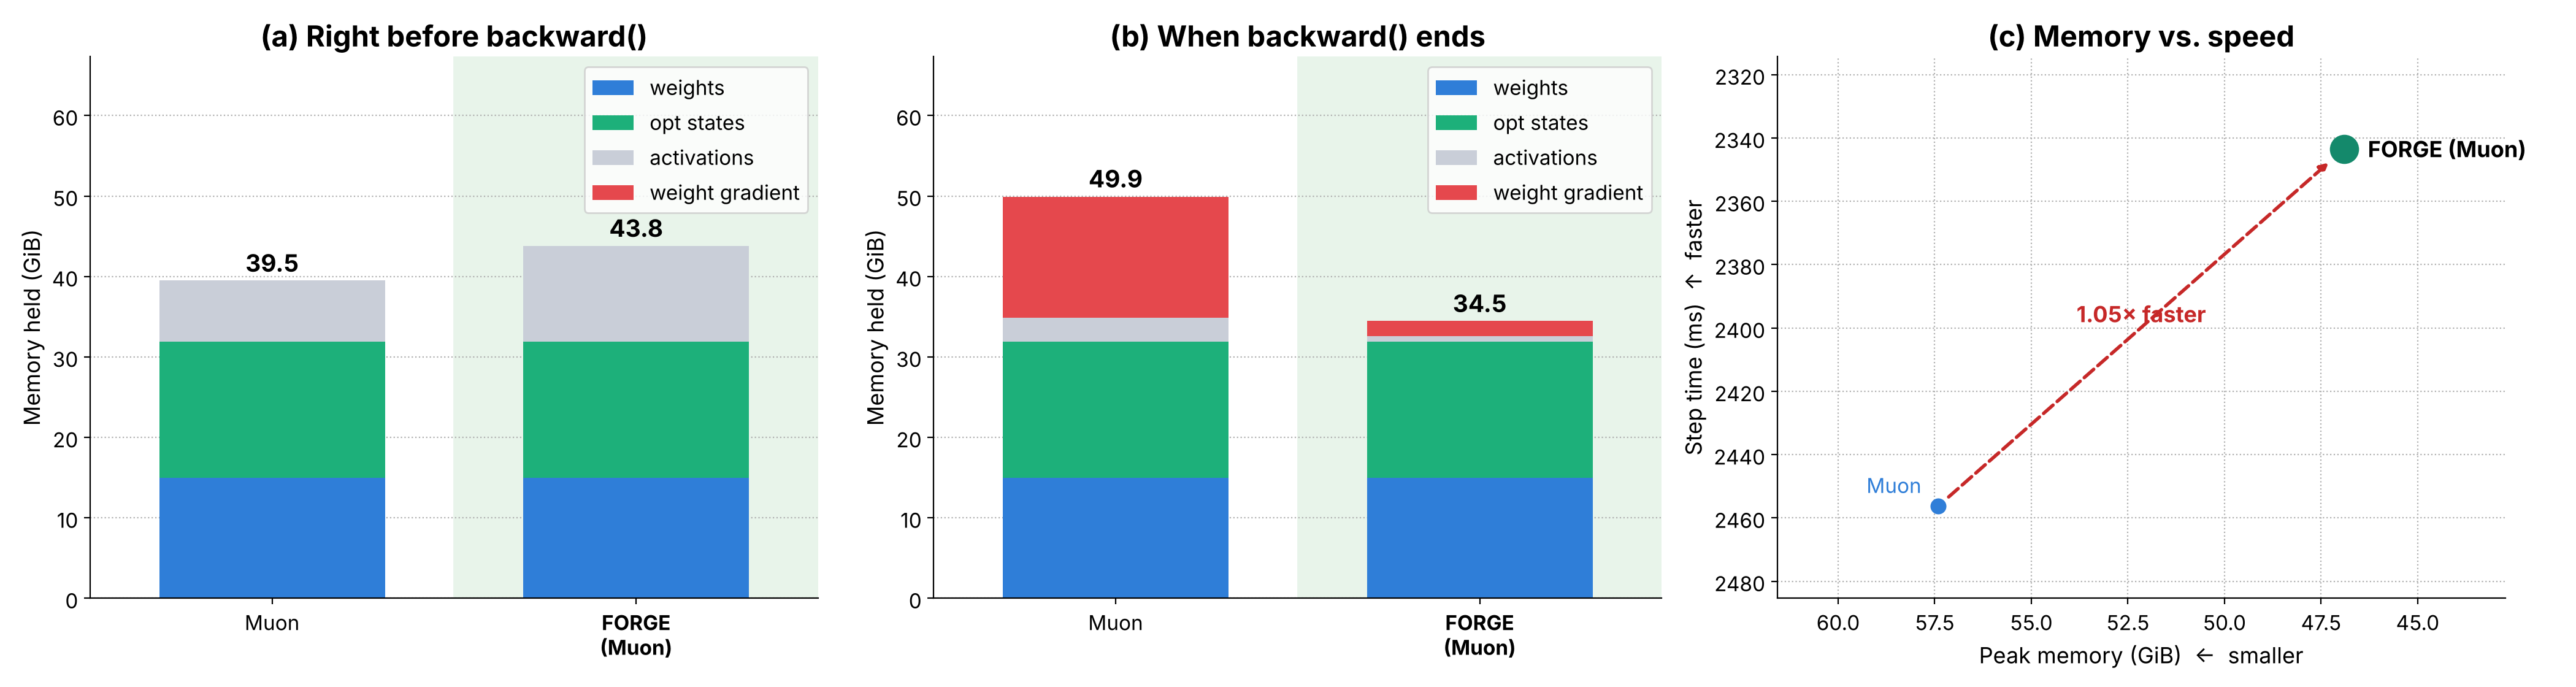 (a) Right before backward()
Memory held (GiB)
60
50
40
30
20
10
0
weights
opt states
activations
weight gradient
39.5
43.8
Muon
FORGE
(Muon)
(b) When backward() ends
Memory held (GiB)
60
50
40
30
20
10
0
weights
opt states
activations
weight gradient
49.9
34.5
Muon
FORGE
(Muon)
(c) Memory vs. speed
Step time (ms) ↑ faster
2320
2340
2360
2380
2400
2420
2440
2460
2480
FORGE (Muon)
1.05× faster
Muon
60.0 57.5 55.0 52.5 50.0 47.5 45.0
Peak memory (GiB) ← smaller